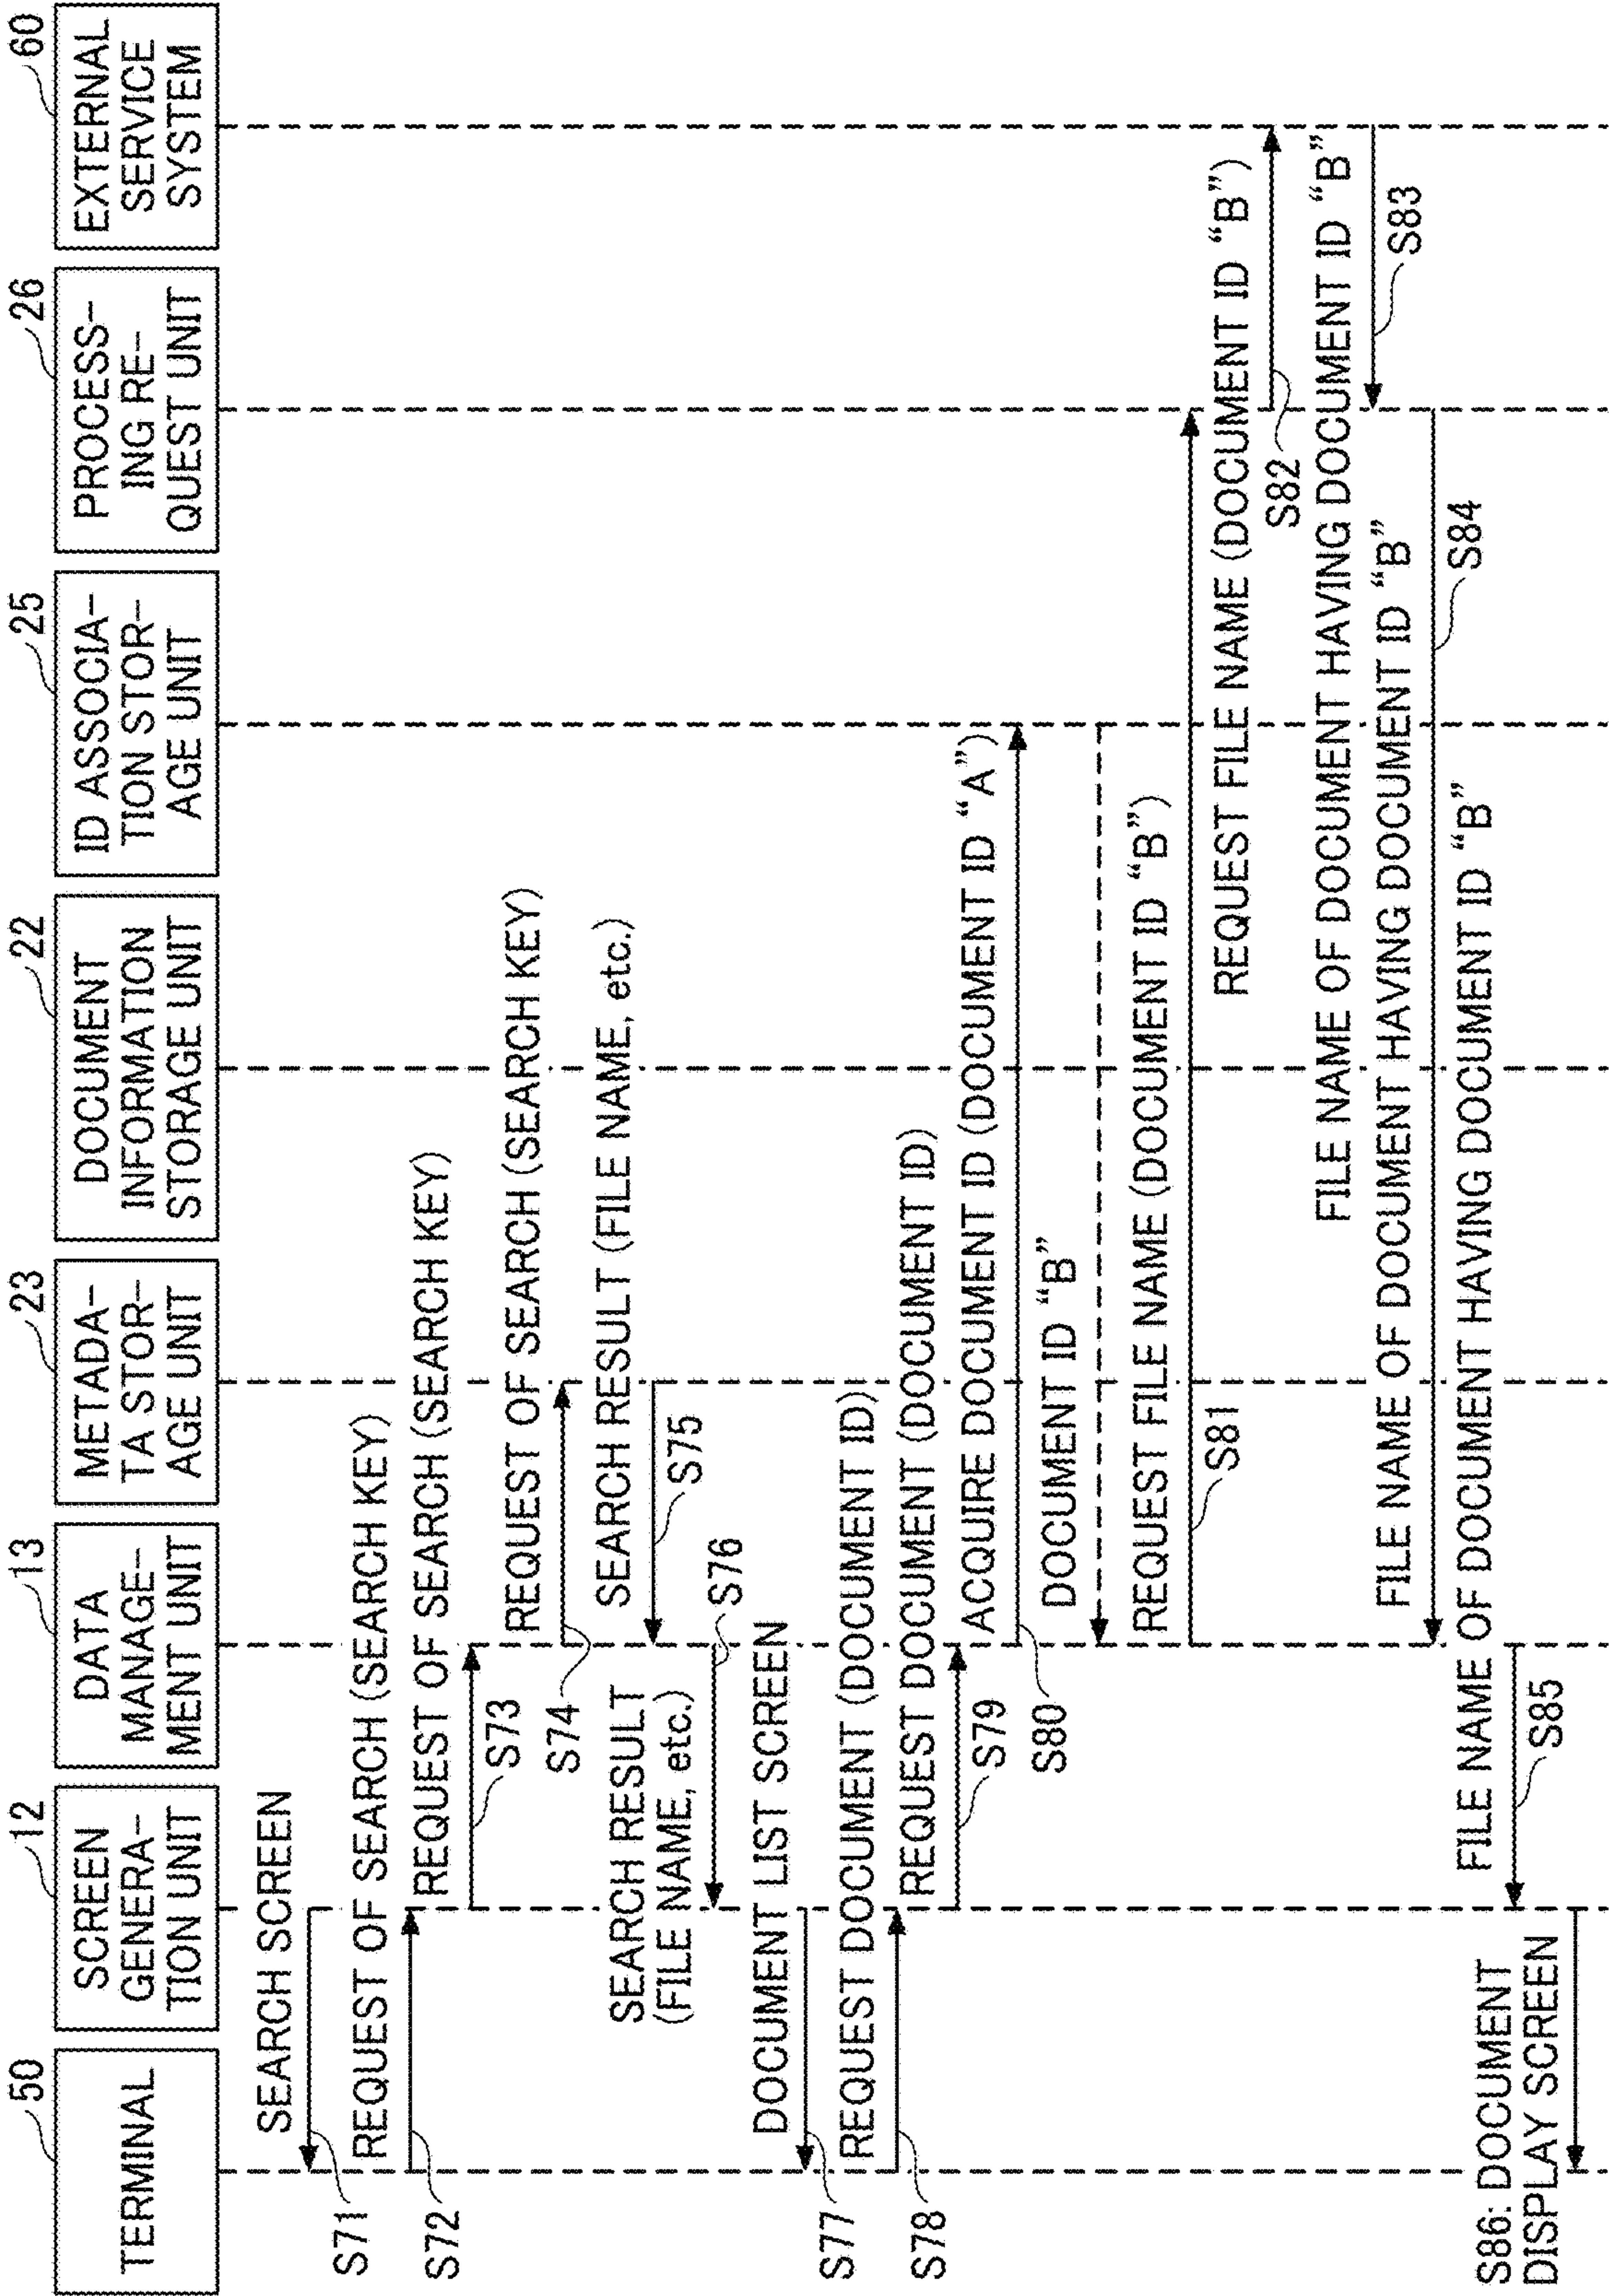 50
TERMINAL
12
SCREEN
GENERA-
TION UNIT
13
DATA
MANAGE-
MENT UNIT
23
METADA-
TA STOR-
AGE UNIT
22
DOCUMENT
INFORMATION
STORAGE UNIT
25
ID ASSOCIA-
TION STOR-
AGE UNIT
26
PROCESS-
ING RE-
QUEST UNIT
60
EXTERNAL
SERVICE
SYSTEM
SEARCH SCREEN
S71
REQUEST OF SEARCH (SEARCH KEY)
S72
REQUEST OF SEARCH (SEARCH KEY)
S73
REQUEST OF SEARCH (SEARCH KEY)
S74
SEARCH RESULT (FILE NAME, etc.)
S75
SEARCH RESULT
(FILE NAME, etc.)
S76
DOCUMENT LIST SCREEN
S77
REQUEST DOCUMENT (DOCUMENT ID)
S78
REQUEST DOCUMENT (DOCUMENT ID)
S79
ACQUIRE DOCUMENT ID (DOCUMENT ID “A”)
S80
DOCUMENT ID “B”
REQUEST FILE NAME (DOCUMENT ID “B”)
S81
REQUEST FILE NAME (DOCUMENT ID “B”)
S82
FILE NAME OF DOCUMENT HAVING DOCUMENT ID “B”
S83
FILE NAME OF DOCUMENT HAVING DOCUMENT ID “B”
S84
FILE NAME OF DOCUMENT HAVING DOCUMENT ID “B”
S85
S86: DOCUMENT
DISPLAY SCREEN